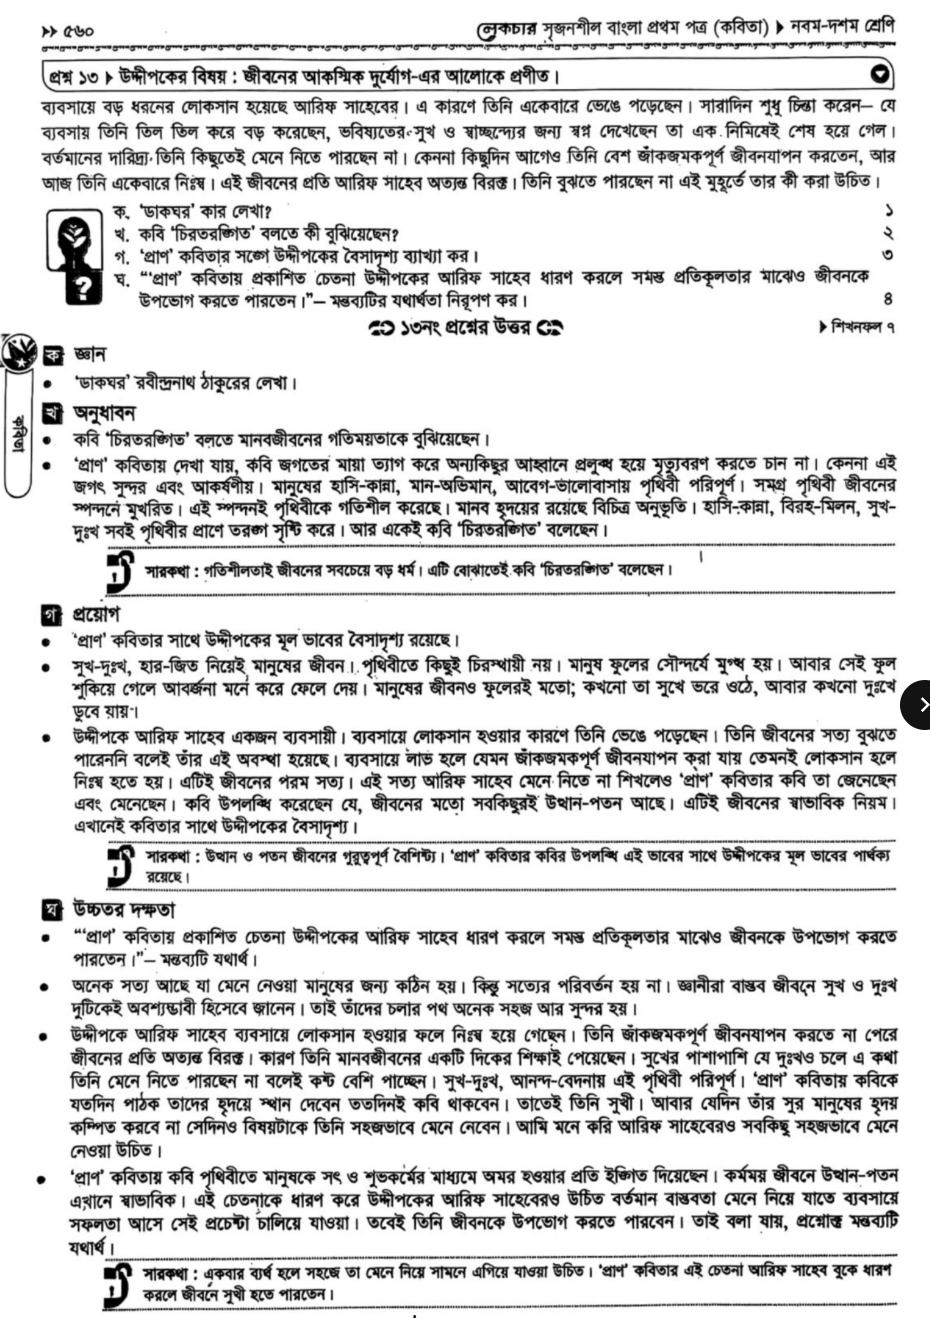 >> ৫৬০
লেকচার সৃজনশীল বাংলা প্রথম পত্র (কবিতা) ▶ নবম-দশম শ্রেণি
প্রশ্ন ১৩ ▶ উদ্দীপকের বিষয় : জীবনের আকস্মিক দুর্যোগ-এর আলোকে প্রণীত।
ব্যবসায়ে বড় ধরনের লোকসান হয়েছে আরিফ সাহেবের। এ কারণে তিনি একেবারে ভেঙে পড়েছেন। সারাদিন শুধু চিন্তা করেন– যে
ব্যবসায় তিনি তিল তিল করে বড় করেছেন, ভবিষ্যতের সুখ ও স্বাচ্ছন্দ্যের জন্য স্বপ্ন দেখেছেন তা এক নিমিষেই শেষ হয়ে গেল।
বর্তমানের দারিদ্র্য তিনি কিছুতেই মেনে নিতে পারছেন না। কেননা কিছুদিন আগেও তিনি বেশ জাঁকজমকপূর্ণ জীবনযাপন করতেন, আর
আজ তিনি একেবারে নিঃস্ব। এই জীবনের প্রতি আরিফ সাহেব অত্যন্ত বিরক্ত। তিনি বুঝতে পারছেন না এই মুহূর্তে তার কী করা উচিত।
ক. 'ডাকঘর' কার লেখা? ১
খ. কবি 'চিরতরঙ্গিত' বলতে কী বুঝিয়েছেন? ২
গ. 'প্রাণ' কবিতার সঙ্গে উদ্দীপকের বৈসাদৃশ্য ব্যাখ্যা কর। ৩
ঘ. "'প্রাণ' কবিতায় প্রকাশিত চেতনা উদ্দীপকের আরিফ সাহেব ধারণ করলে সমস্ত প্রতিকূলতার মাঝেও জীবনকে
উপভোগ করতে পারতেন।"– মন্তব্যটির যথার্থতা নিরূপণ কর। ৪
১৩নং প্রশ্নের উত্তর
▶ শিখনফল ৭
কবিতা
ক জ্ঞান
• 'ডাকঘর' রবীন্দ্রনাথ ঠাকুরের লেখা।
খ অনুধাবন
• কবি 'চিরতরঙ্গিত' বলতে মানবজীবনের গতিময়তাকে বুঝিয়েছেন।
• 'প্রাণ' কবিতায় দেখা যায়, কবি জগতের মায়া ত্যাগ করে অন্যকিছুর আহ্বানে প্রলুব্ধ হয়ে মৃত্যুবরণ করতে চান না। কেননা এই
জগৎ সুন্দর এবং আকর্ষণীয়। মানুষের হাসি-কান্না, মান-অভিমান, আবেগ-ভালোবাসায় পৃথিবী পরিপূর্ণ। সমগ্র পৃথিবী জীবনের
স্পন্দনে মুখরিত। এই স্পন্দনই পৃথিবীকে গতিশীল করেছে। মানব হৃদয়ের রয়েছে বিচিত্র অনুভূতি। হাসি-কান্না, বিরহ-মিলন, সুখ-
দুঃখ সবই পৃথিবীর প্রাণে তরঙ্গ সৃষ্টি করে। আর একেই কবি 'চিরতরঙ্গিত' বলেছেন।
সারকথা : গতিশীলতাই জীবনের সবচেয়ে বড় ধর্ম। এটি বোঝাতেই কবি 'চিরতরঙ্গিত' বলেছেন।
গ প্রয়োগ
• 'প্রাণ' কবিতার সাথে উদ্দীপকের মূল ভাবের বৈসাদৃশ্য রয়েছে।
• সুখ-দুঃখ, হার-জিত নিয়েই মানুষের জীবন। পৃথিবীতে কিছুই চিরস্থায়ী নয়। মানুষ ফুলের সৌন্দর্যে মুগ্ধ হয়। আবার সেই ফুল
শুকিয়ে গেলে আবর্জনা মনে করে ফেলে দেয়। মানুষের জীবনও ফুলেরই মতো; কখনো তা সুখে ভরে ওঠে, আবার কখনো দুঃখে
ডুবে যায়।
• উদ্দীপকে আরিফ সাহেব একজন ব্যবসায়ী। ব্যবসায়ে লোকসান হওয়ার কারণে তিনি ভেঙে পড়েছেন। তিনি জীবনের সত্য বুঝতে
পারেননি বলেই তাঁর এই অবস্থা হয়েছে। ব্যবসায়ে লাভ হলে যেমন জাঁকজমকপূর্ণ জীবনযাপন করা যায় তেমনই লোকসান হলে
নিঃস্ব হতে হয়। এটিই জীবনের পরম সত্য। এই সত্য আরিফ সাহেব মেনে নিতে না শিখলেও 'প্রাণ' কবিতার কবি তা জেনেছেন
এবং মেনেছেন। কবি উপলব্ধি করেছেন যে, জীবনের মতো সবকিছুরই উত্থান-পতন আছে। এটিই জীবনের স্বাভাবিক নিয়ম।
এখানেই কবিতার সাথে উদ্দীপকের বৈসাদৃশ্য।
সারকথা : উত্থান ও পতন জীবনের গুরুত্বপূর্ণ বৈশিষ্ট্য। 'প্রাণ' কবিতার কবির উপলব্ধি এই ভাবের সাথে উদ্দীপকের মূল ভাবের পার্থক্য
রয়েছে।
ঘ উচ্চতর দক্ষতা
• "'প্রাণ' কবিতায় প্রকাশিত চেতনা উদ্দীপকের আরিফ সাহেব ধারণ করলে সমস্ত প্রতিকূলতার মাঝেও জীবনকে উপভোগ করতে
পারতেন।"– মন্তব্যটি যথার্থ।
• অনেক সত্য আছে যা মেনে নেওয়া মানুষের জন্য কঠিন হয়। কিন্তু সত্যের পরিবর্তন হয় না। জ্ঞানীরা বাস্তব জীবনে সুখ ও দুঃখ
দুটিকেই অবশ্যম্ভাবী হিসেবে জানেন। তাই তাঁদের চলার পথ অনেক সহজ আর সুন্দর হয়।
• উদ্দীপকে আরিফ সাহেব ব্যবসায়ে লোকসান হওয়ার ফলে নিঃস্ব হয়ে গেছেন। তিনি জাঁকজমকপূর্ণ জীবনযাপন করতে না পেরে
জীবনের প্রতি অত্যন্ত বিরক্ত। কারণ তিনি মানবজীবনের একটি দিকের শিক্ষাই পেয়েছেন। সুখের পাশাপাশি যে দুঃখও চলে এ কথা
তিনি মেনে নিতে পারছেন না বলেই কষ্ট বেশি পাচ্ছেন। সুখ-দুঃখ, আনন্দ-বেদনায় এই পৃথিবী পরিপূর্ণ। 'প্রাণ' কবিতায় কবিকে
যতদিন পাঠক তাদের হৃদয়ে স্থান দেবেন ততদিনই কবি থাকবেন। তাতেই তিনি সুখী। আবার যেদিন তাঁর সুর মানুষের হৃদয়
কম্পিত করবে না সেদিনও বিষয়টাকে তিনি সহজভাবে মেনে নেবেন। আমি মনে করি আরিফ সাহেবেরও সবকিছু সহজভাবে মেনে
নেওয়া উচিত।
• 'প্রাণ' কবিতায় কবি পৃথিবীতে মানুষকে সৎ ও শুভকর্মের মাধ্যমে অমর হওয়ার প্রতি ইঙ্গিত দিয়েছেন। কর্মময় জীবনে উত্থান-পতন
এখানে স্বাভাবিক। এই চেতনাকে ধারণ করে উদ্দীপকের আরিফ সাহেবেরও উচিত বর্তমান বাস্তবতা মেনে নিয়ে যাতে ব্যবসায়ে
সফলতা আসে সেই প্রচেষ্টা চালিয়ে যাওয়া। তবেই তিনি জীবনকে উপভোগ করতে পারবেন। তাই বলা যায়, প্রশ্নোক্ত মন্তব্যটি
যথার্থ।
সারকথা : একবার ব্যর্থ হলে সহজে তা মেনে নিয়ে সামনে এগিয়ে যাওয়া উচিত। 'প্রাণ' কবিতার এই চেতনা আরিফ সাহেব বুকে ধারণ
করলে জীবনে সুখী হতে পারতেন।